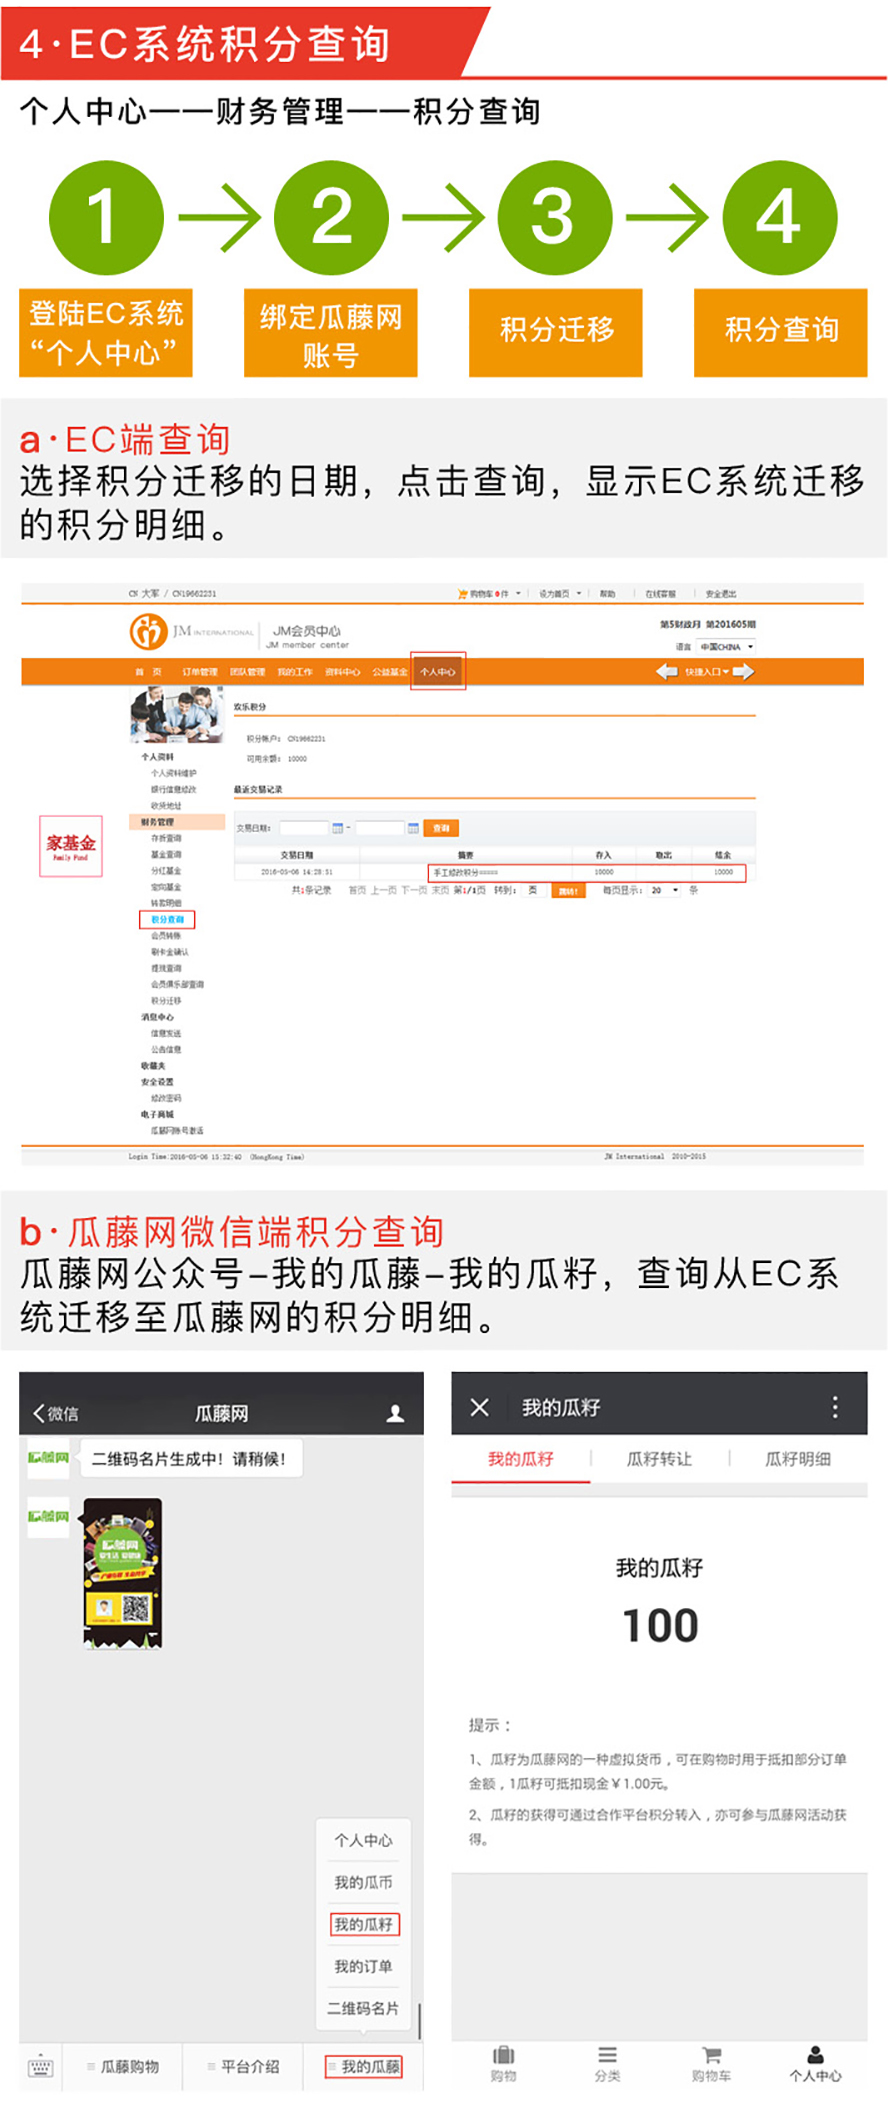 4·EC系统积分查询
个人中心——财务管理——积分查询
1
2
3
4
登陆EC系统
“个人中心”
绑定瓜藤网
账号
积分迁移
积分查询
a·EC端查询
选择积分迁移的日期，点击查询，显示EC系统迁移
的积分明细。
CN 大军 / CN19662231
购物车 0 件
设为首页
帮助
在线客服
安全退出
JM INTERNATIONAL
JM会员中心
JM member center
第5财政月 第201605期
语言 中国CHINA
首 页 订单管理 团队管理 我的工作 资料中心 公益基金 个人中心
快捷入口
欢乐积分
积分帐户: CN19662231
可用余额: 10000
最近交易记录
交易日期: - 查询
交易日期 摘要 存入 取出 结余
2016-05-06 14:28:51 手工修改积分===== 10000 10000
共1条记录 首页 上一页 下一页 末页 第1/1页 转到: 页 跳转! 每页显示: 20 条
个人资料
个人资料维护
银行信息修改
收货地址
财务管理
存折查询
基金查询
分红基金
定向基金
转账明细
积分查询
会员转账
刷卡金确认
提现查询
会员俱乐部查询
积分迁移
消息中心
信息发送
公告信息
收藏夹
安全设置
修改密码
电子商城
瓜藤网账号激活
家基金
Family Fund
Login Time:2016-05-06 15:32:40 (HongKong Time)
JM International 2010-2015
b·瓜藤网微信端积分查询
瓜藤网公众号-我的瓜藤-我的瓜籽，查询从EC系
统迁移至瓜藤网的积分明细。
微信
瓜藤网
瓜藤网
二维码名片生成中！请稍候！
瓜藤网
瓜藤网
个人中心
我的瓜币
我的瓜籽
我的订单
二维码名片
瓜藤购物
平台介绍
我的瓜藤
我的瓜籽
我的瓜籽
瓜籽转让
瓜籽明细
我的瓜籽
100
提示：
1、瓜籽为瓜藤网的一种虚拟货币，可在购物时用于抵扣部分订单
金额，1瓜籽可抵扣现金￥1.00元。
2、瓜籽的获得可通过合作平台积分转入，亦可参与瓜藤网活动获
得。
购物
分类
购物车
个人中心